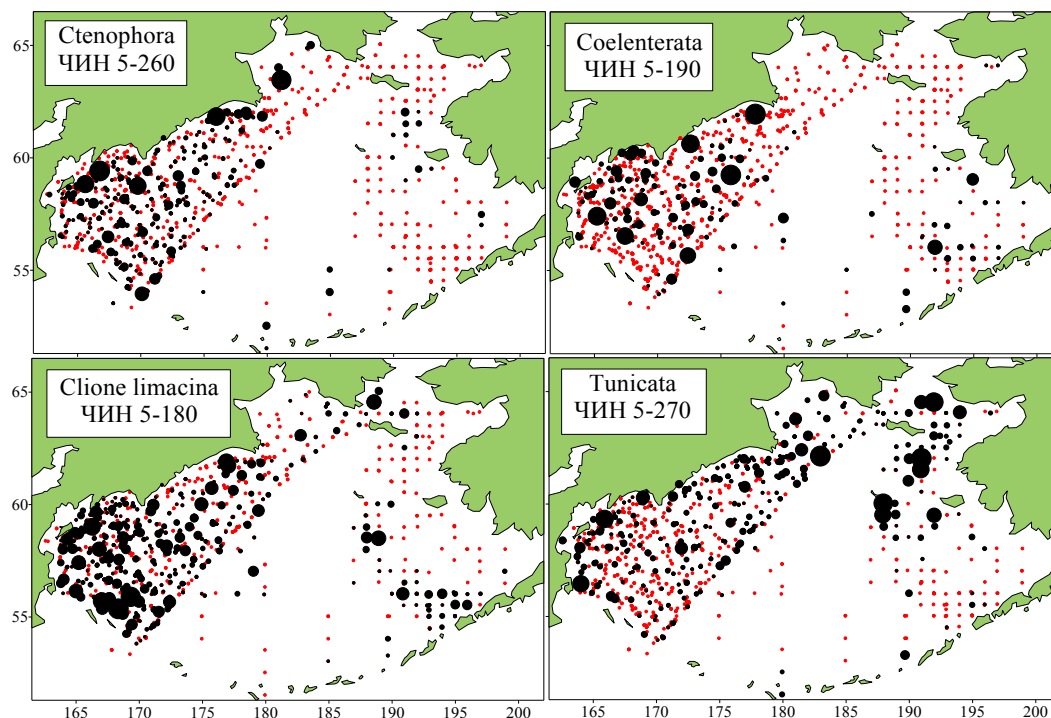 Ctenophora
ЧИН 5-260
Coelenterata
ЧИН 5-190
65
60
55
Clione limacina
ЧИН 5-180
Tunicata
ЧИН 5-270
65
60
55
165 170 175 180 185 190 195 200
165 170 175 180 185 190 195 200